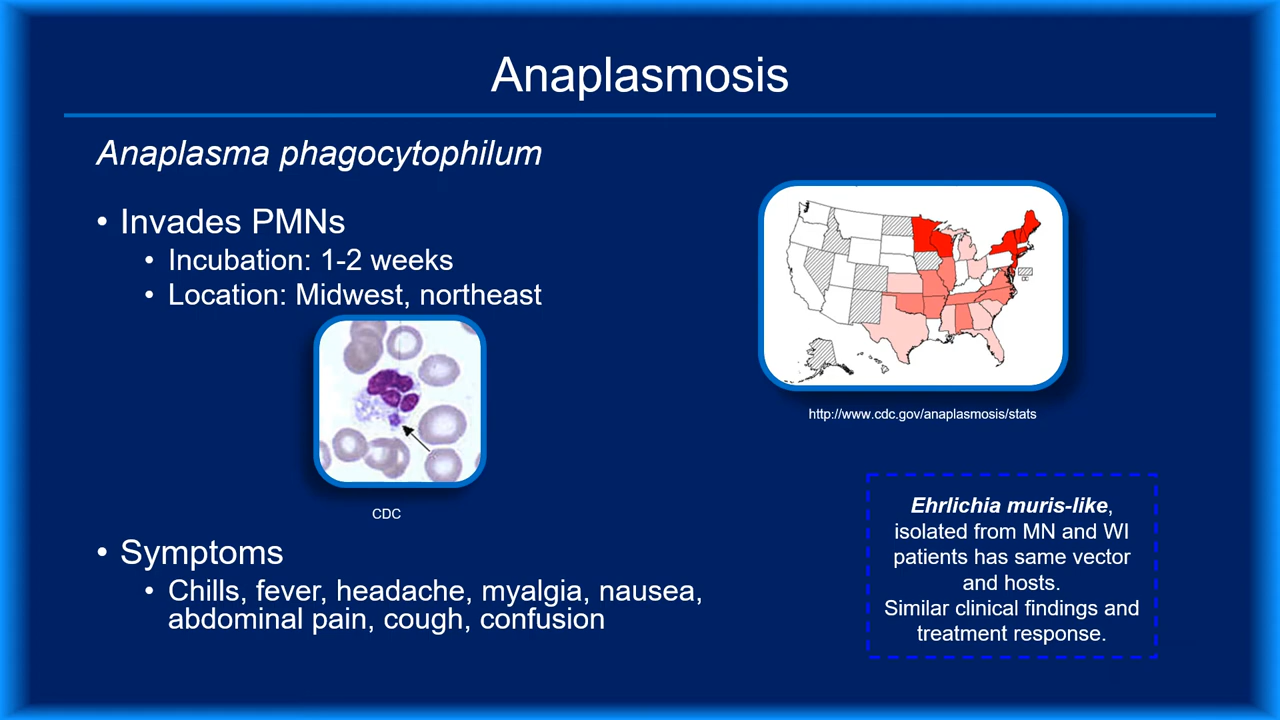 Anaplasmosis
Anaplasma phagocytophilum
• Invades PMNs
• Incubation: 1-2 weeks
• Location: Midwest, northeast
CDC
http://www.cdc.gov/anaplasmosis/stats
• Symptoms
• Chills, fever, headache, myalgia, nausea,
abdominal pain, cough, confusion
Ehrlichia muris-like,
isolated from MN and WI
patients has same vector
and hosts.
Similar clinical findings and
treatment response.